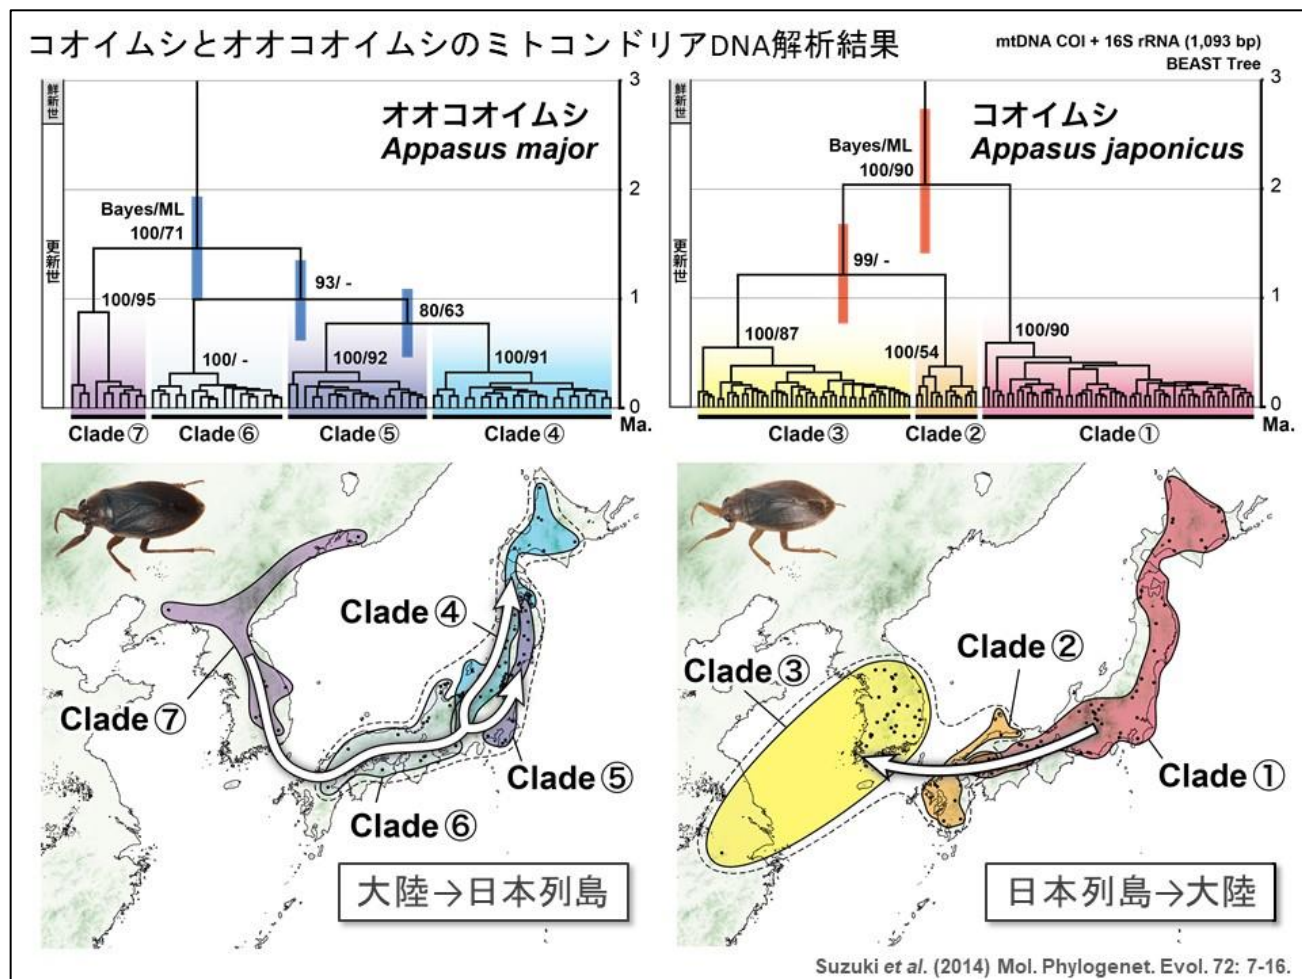 コオイムシとオオコオイムシのミトコンドリアDNA解析結果
mtDNA COI + 16S rRNA (1,093 bp)
BEAST Tree
鮮新世
更新世
オオコオイムシ
Appasus major
Bayes/ML
100/71
93/ -
100/95
80/63
100/ -
100/92
100/91
3
2
1
0
Ma.
Clade⑦
Clade⑥
Clade⑤
Clade④
鮮新世
更新世
コオイムシ
Appasus japonicus
Bayes/ML
100/90
99/ -
100/87
100/54
100/90
3
2
1
0
Ma.
Clade③
Clade②
Clade①
Clade④
Clade⑦
Clade⑤
Clade⑥
大陸→日本列島
Clade②
Clade③
Clade①
日本列島→大陸
Suzuki et al. (2014) Mol. Phylogenet. Evol. 72: 7-16.